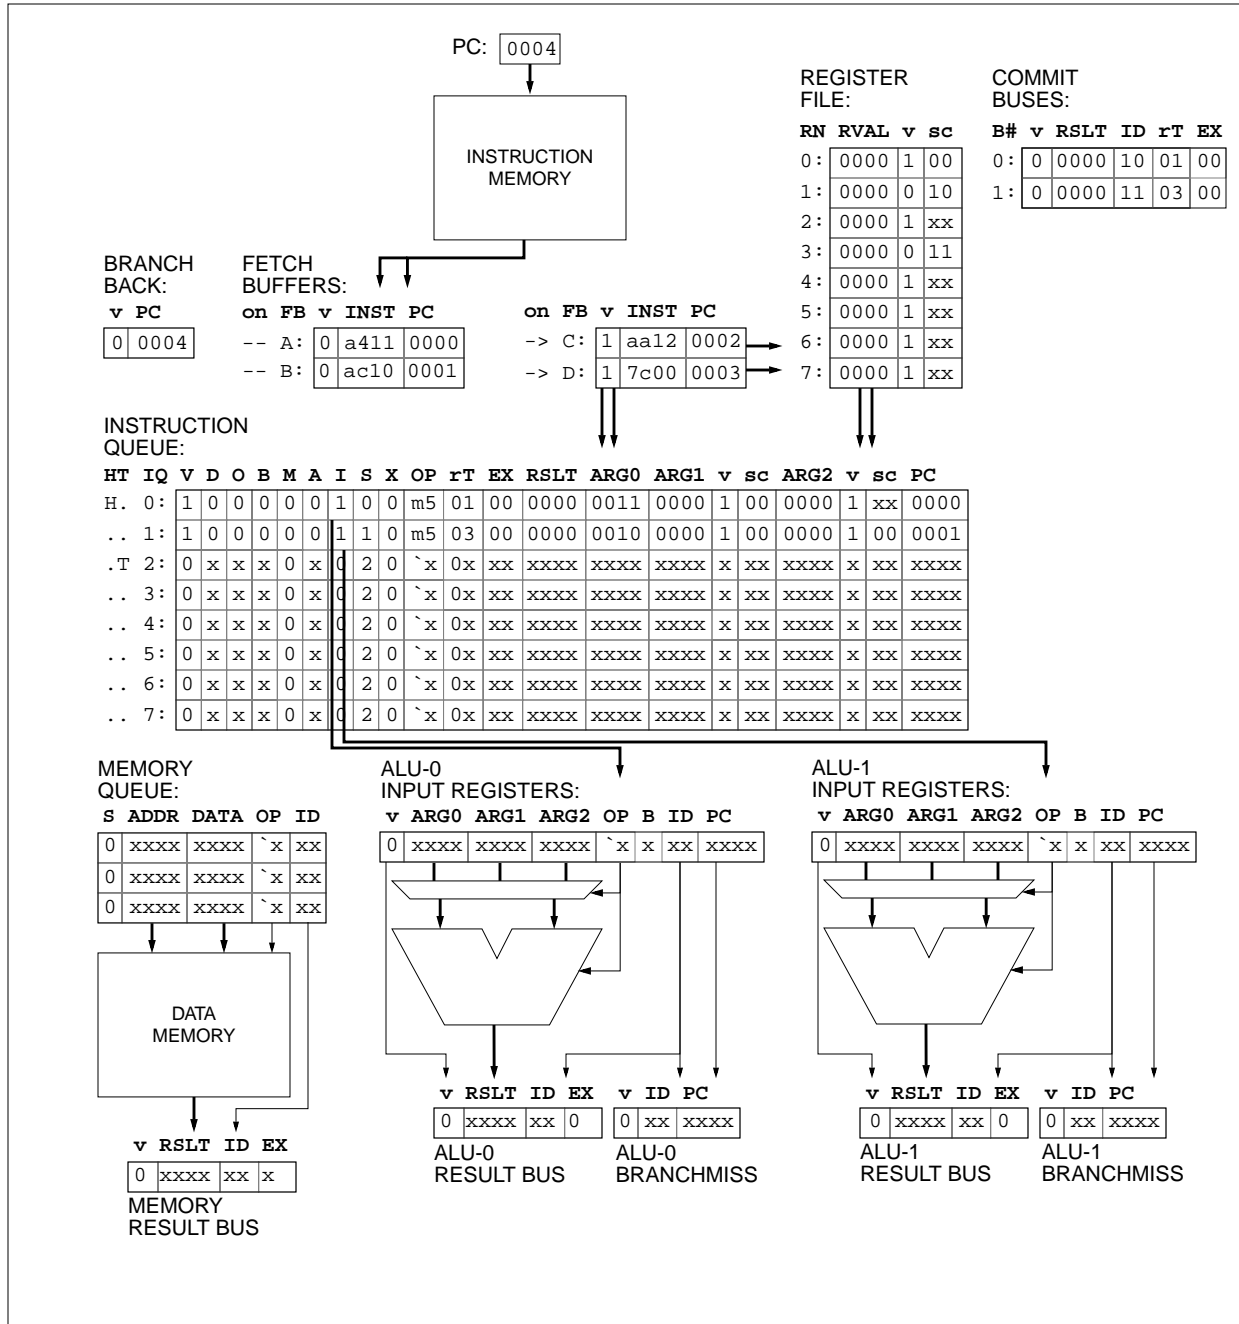 PC: 0004
INSTRUCTION
MEMORY
REGISTER
FILE:
RN RVAL v sc
0: 0000 1 00
1: 0000 0 10
2: 0000 1 xx
3: 0000 0 11
4: 0000 1 xx
5: 0000 1 xx
6: 0000 1 xx
7: 0000 1 xx
COMMIT
BUSES:
B# v RSLT ID rT EX
0: 0 0000 10 01 00
1: 0 0000 11 03 00
BRANCH
BACK:
v PC
0 0004
FETCH
BUFFERS:
on FB v INST PC
-- A: 0 a411 0000
-- B: 0 ac10 0001
on FB v INST PC
-> C: 1 aa12 0002
-> D: 1 7c00 0003
INSTRUCTION
QUEUE:
HT IQ V D O B M A I S X OP rT EX RSLT ARG0 ARG1 v sc ARG2 v sc PC
H. 0: 1 0 0 0 0 0 1 0 0 m5 01 00 0000 0011 0000 1 00 0000 1 xx 0000
.. 1: 1 0 0 0 0 0 1 1 0 m5 03 00 0000 0010 0000 1 00 0000 1 00 0001
.T 2: 0 x x x 0 x 0 2 0 `x 0x xx xxxx xxxx xxxx x xx xxxx x xx xxxx
.. 3: 0 x x x 0 x 0 2 0 `x 0x xx xxxx xxxx xxxx x xx xxxx x xx xxxx
.. 4: 0 x x x 0 x 0 2 0 `x 0x xx xxxx xxxx xxxx x xx xxxx x xx xxxx
.. 5: 0 x x x 0 x 0 2 0 `x 0x xx xxxx xxxx xxxx x xx xxxx x xx xxxx
.. 6: 0 x x x 0 x 0 2 0 `x 0x xx xxxx xxxx xxxx x xx xxxx x xx xxxx
.. 7: 0 x x x 0 x 0 2 0 `x 0x xx xxxx xxxx xxxx x xx xxxx x xx xxxx
MEMORY
QUEUE:
S ADDR DATA OP ID
0 xxxx xxxx `x xx
0 xxxx xxxx `x xx
0 xxxx xxxx `x xx
DATA
MEMORY
v RSLT ID EX
0 xxxx xx x
MEMORY
RESULT BUS
ALU-0
INPUT REGISTERS:
v ARG0 ARG1 ARG2 OP B ID PC
0 xxxx xxxx xxxx `x x xx xxxx
v RSLT ID EX
0 xxxx xx 0
ALU-0
RESULT BUS
v ID PC
0 xx xxxx
ALU-0
BRANCHMISS
ALU-1
INPUT REGISTERS:
v ARG0 ARG1 ARG2 OP B ID PC
0 xxxx xxxx xxxx `x x xx xxxx
v RSLT ID EX
0 xxxx xx 0
ALU-1
RESULT BUS
v ID PC
0 xx xxxx
ALU-1
BRANCHMISS